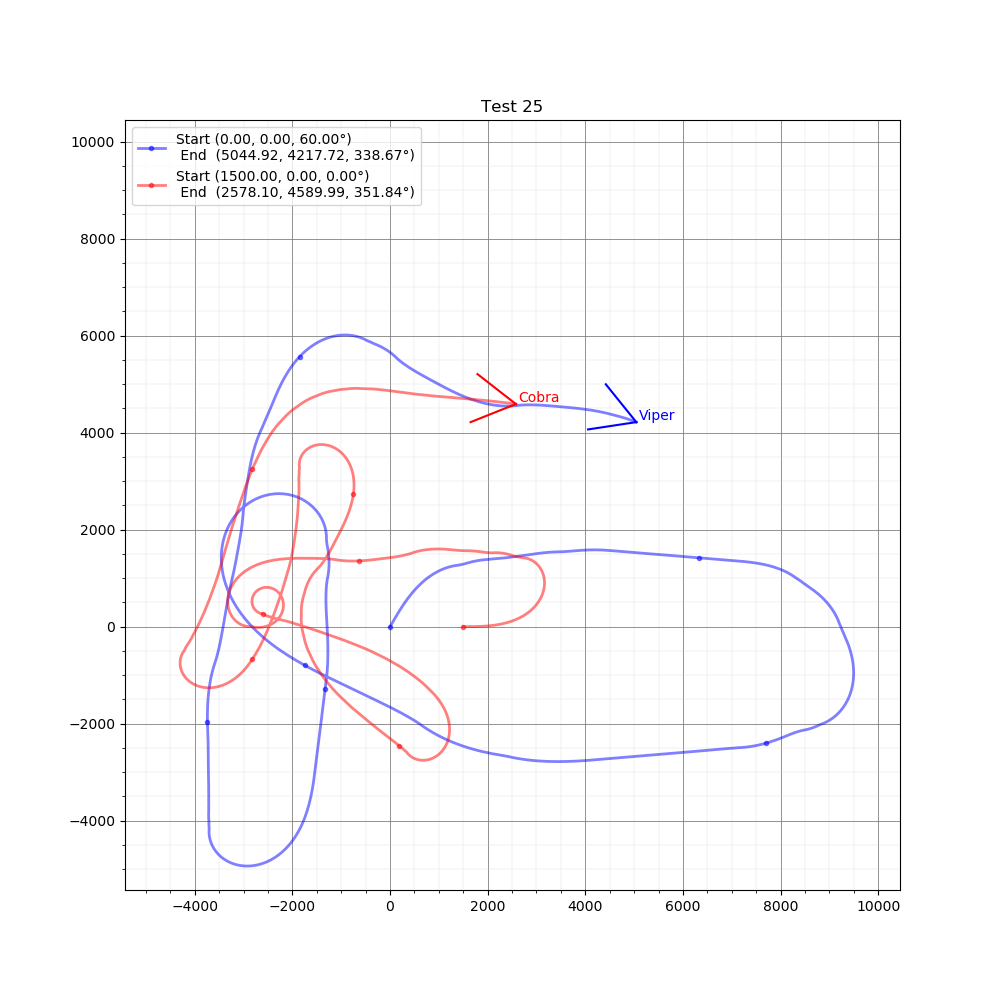 Test 25
Start (0.00, 0.00, 60.00°)
End (5044.92, 4217.72, 338.67°)
Start (1500.00, 0.00, 0.00°)
End (2578.10, 4589.99, 351.84°)
10000
8000
6000
4000
2000
0
−2000
−4000
Cobra
Viper
−4000 −2000 0 2000 4000 6000 8000 10000